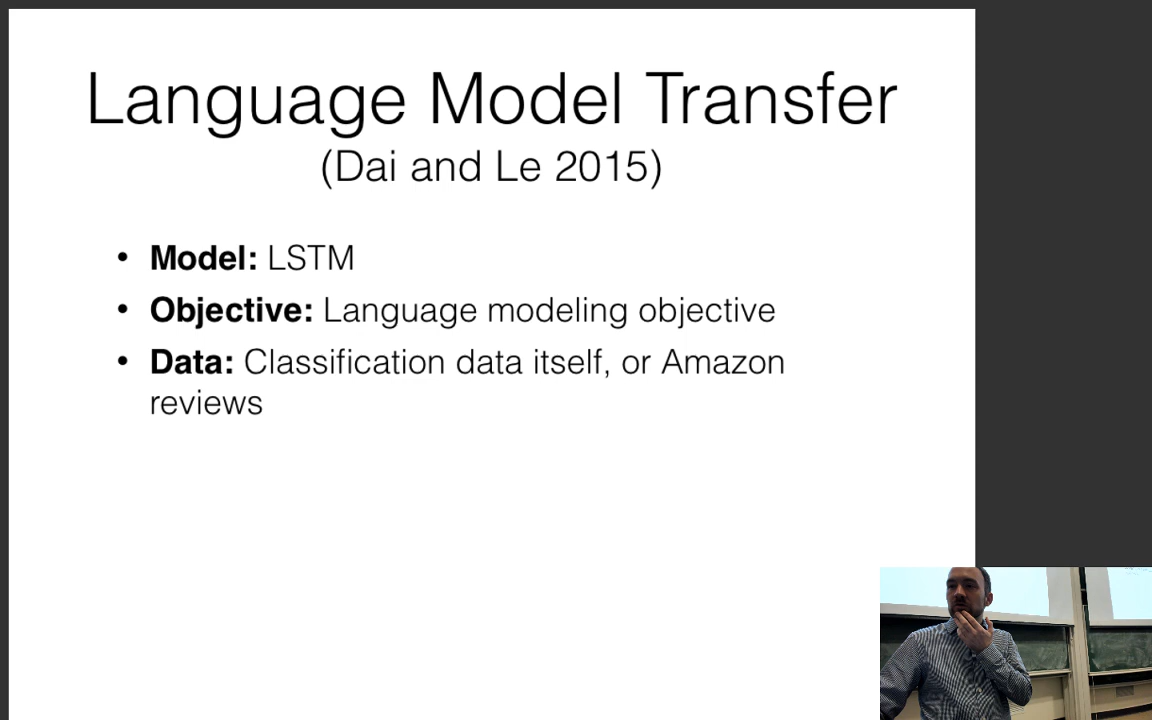 Language Model Transfer
(Dai and Le 2015)
• Model: LSTM
• Objective: Language modeling objective
• Data: Classification data itself, or Amazon
reviews